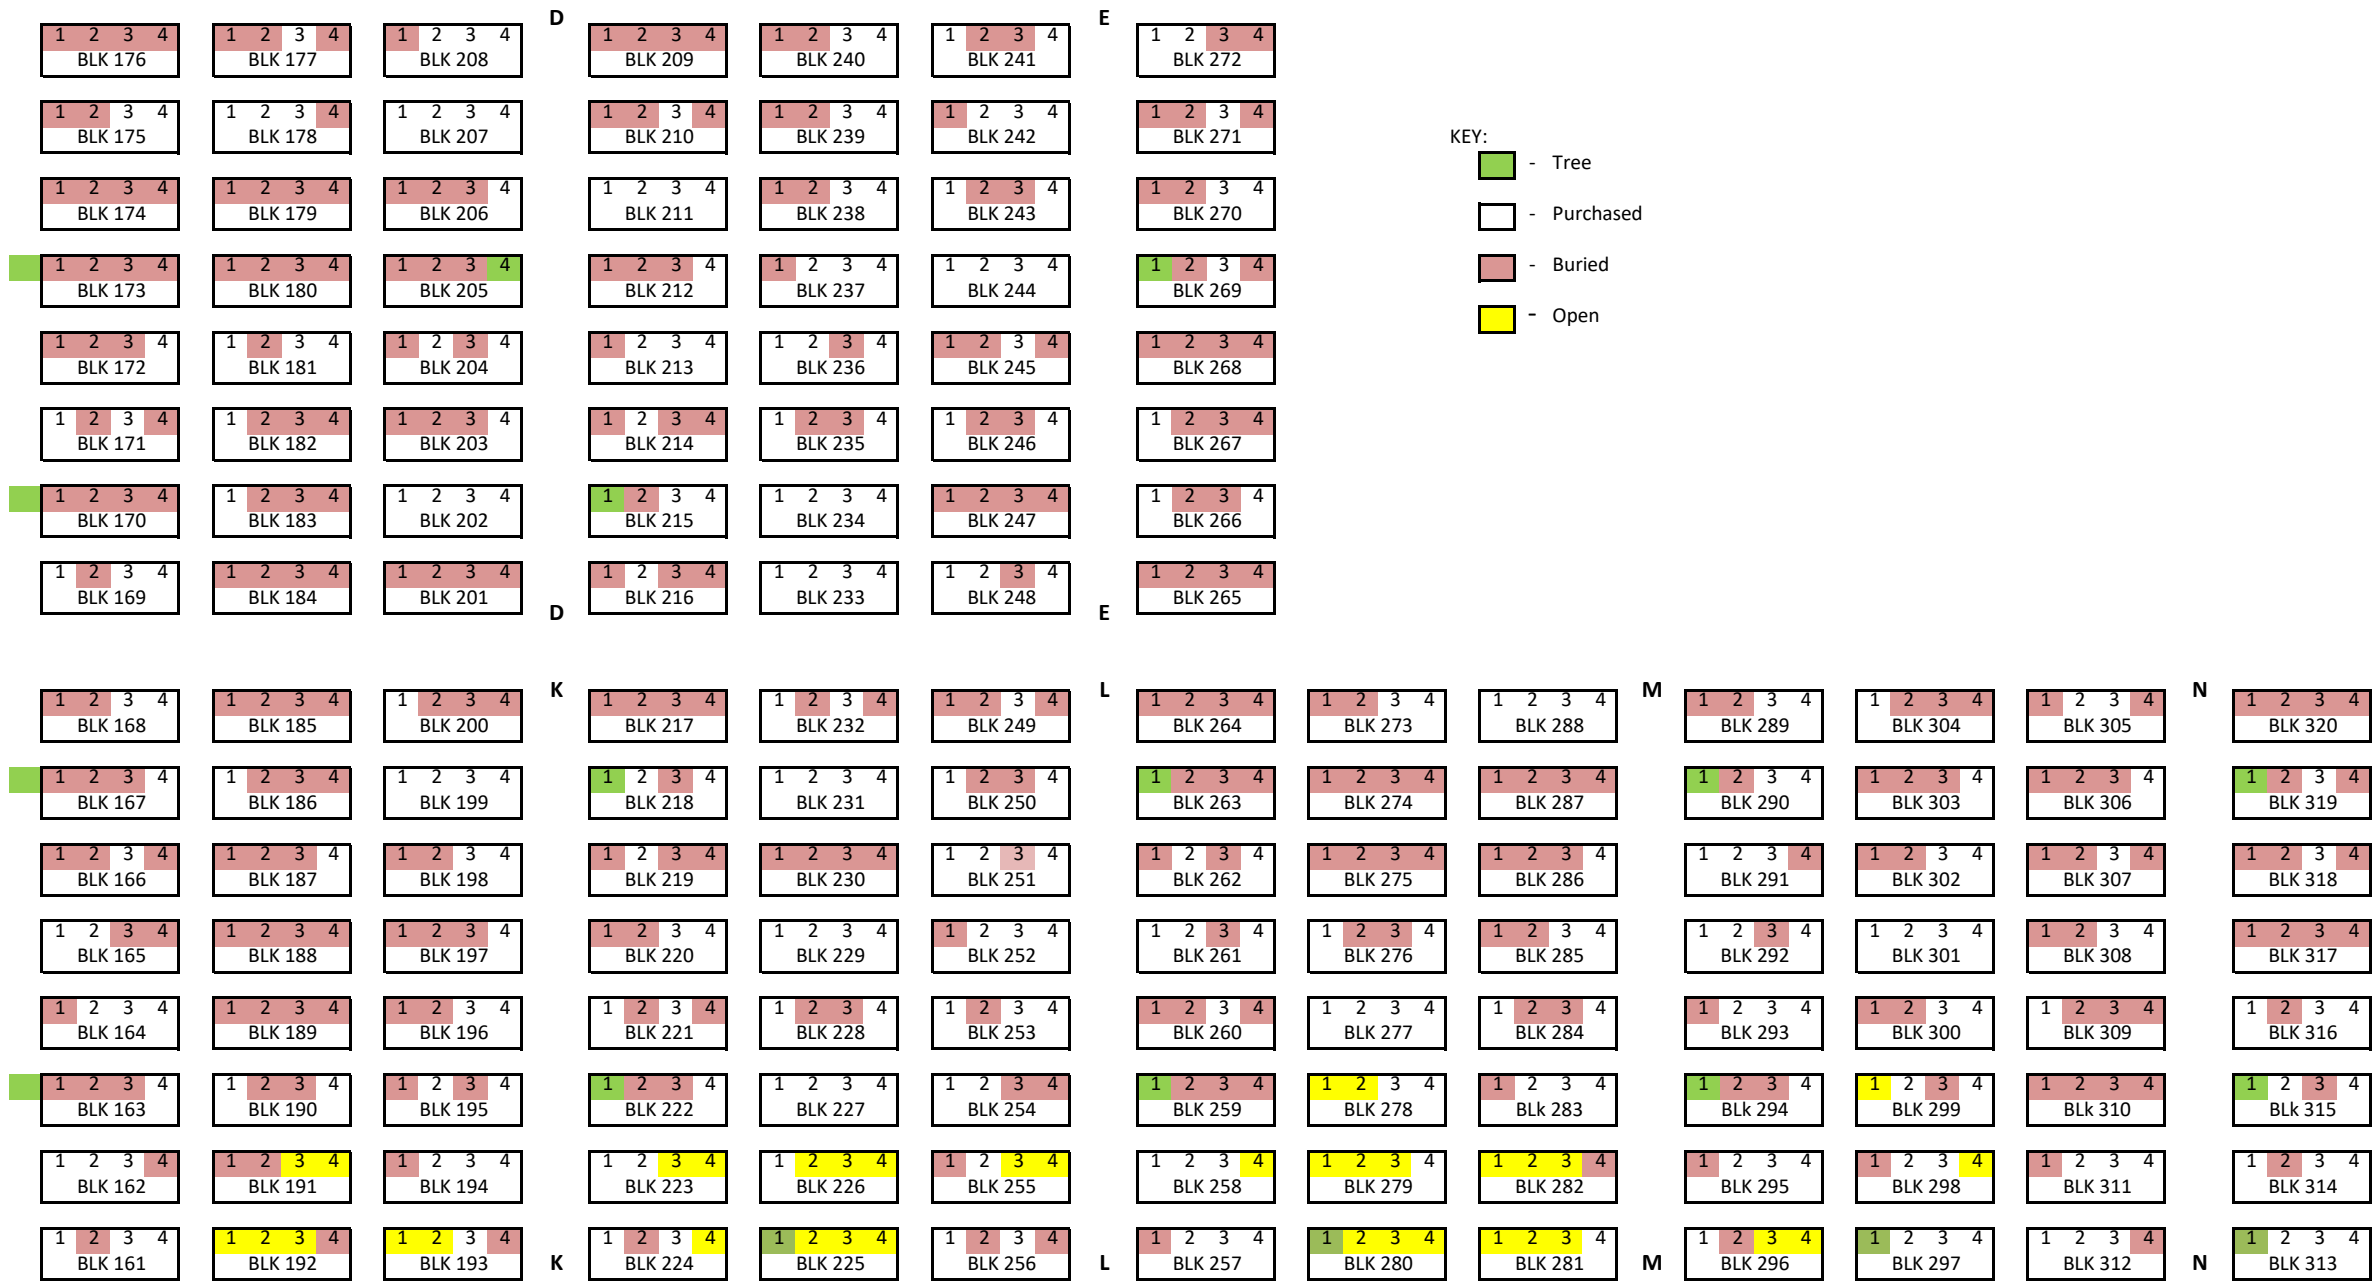 D E
1 2 3 4 1 2 3 4 1 2 3 4 1 2 3 4 1 2 3 4 1 2 3 4 1 2 3 4
BLK 176 BLK 177 BLK 208 BLK 209 BLK 240 BLK 241 BLK 272
1 2 3 4 1 2 3 4 1 2 3 4 1 2 3 4 1 2 3 4 1 2 3 4 1 2 3 4
BLK 175 BLK 178 BLK 207 BLK 210 BLK 239 BLK 242 BLK 271
KEY:
- Tree
1 2 3 4 1 2 3 4 1 2 3 4 1 2 3 4 1 2 3 4 1 2 3 4 1 2 3 4
BLK 174 BLK 179 BLK 206 BLK 211 BLK 238 BLK 243 BLK 270
- Purchased
1 2 3 4 1 2 3 4 1 2 3 4 1 2 3 4 1 2 3 4 1 2 3 4 1 2 3 4
BLK 173 BLK 180 BLK 205 BLK 212 BLK 237 BLK 244 BLK 269
- Buried
- Open
1 2 3 4 1 2 3 4 1 2 3 4 1 2 3 4 1 2 3 4 1 2 3 4 1 2 3 4
BLK 172 BLK 181 BLK 204 BLK 213 BLK 236 BLK 245 BLK 268
1 2 3 4 1 2 3 4 1 2 3 4 1 2 3 4 1 2 3 4 1 2 3 4 1 2 3 4
BLK 171 BLK 182 BLK 203 BLK 214 BLK 235 BLK 246 BLK 267
1 2 3 4 1 2 3 4 1 2 3 4 1 2 3 4 1 2 3 4 1 2 3 4 1 2 3 4
BLK 170 BLK 183 BLK 202 BLK 215 BLK 234 BLK 247 BLK 266
1 2 3 4 1 2 3 4 1 2 3 4 1 2 3 4 1 2 3 4 1 2 3 4 1 2 3 4
BLK 169 BLK 184 BLK 201 BLK 216 BLK 233 BLK 248 BLK 265
D E
K L M N
1 2 3 4 1 2 3 4 1 2 3 4 1 2 3 4 1 2 3 4 1 2 3 4 1 2 3 4 1 2 3 4 1 2 3 4 1 2 3 4 1 2 3 4 1 2 3 4 1 2 3 4
BLK 168 BLK 185 BLK 200 BLK 217 BLK 232 BLK 249 BLK 264 BLK 273 BLK 288 BLK 289 BLK 304 BLK 305 BLK 320
1 2 3 4 1 2 3 4 1 2 3 4 1 2 3 4 1 2 3 4 1 2 3 4 1 2 3 4 1 2 3 4 1 2 3 4 1 2 3 4 1 2 3 4 1 2 3 4 1 2 3 4
BLK 167 BLK 186 BLK 199 BLK 218 BLK 231 BLK 250 BLK 263 BLK 274 BLK 287 BLK 290 BLK 303 BLK 306 BLK 319
1 2 3 4 1 2 3 4 1 2 3 4 1 2 3 4 1 2 3 4 1 2 3 4 1 2 3 4 1 2 3 4 1 2 3 4 1 2 3 4 1 2 3 4 1 2 3 4 1 2 3 4
BLK 166 BLK 187 BLK 198 BLK 219 BLK 230 BLK 251 BLK 262 BLK 275 BLK 286 BLK 291 BLK 302 BLK 307 BLK 318
1 2 3 4 1 2 3 4 1 2 3 4 1 2 3 4 1 2 3 4 1 2 3 4 1 2 3 4 1 2 3 4 1 2 3 4 1 2 3 4 1 2 3 4 1 2 3 4 1 2 3 4
BLK 165 BLK 188 BLK 197 BLK 220 BLK 229 BLK 252 BLK 261 BLK 276 BLK 285 BLK 292 BLK 301 BLK 308 BLK 317
1 2 3 4 1 2 3 4 1 2 3 4 1 2 3 4 1 2 3 4 1 2 3 4 1 2 3 4 1 2 3 4 1 2 3 4 1 2 3 4 1 2 3 4 1 2 3 4 1 2 3 4
BLK 164 BLK 189 BLK 196 BLK 221 BLK 228 BLK 253 BLK 260 BLK 277 BLK 284 BLK 293 BLK 300 BLK 309 BLK 316
1 2 3 4 1 2 3 4 1 2 3 4 1 2 3 4 1 2 3 4 1 2 3 4 1 2 3 4 1 2 3 4 1 2 3 4 1 2 3 4 1 2 3 4 1 2 3 4 1 2 3 4
BLK 163 BLK 190 BLK 195 BLK 222 BLK 227 BLK 254 BLK 259 BLK 278 BLk 283 BLk 294 BLK 299 BLk 310 BLk 315
1 2 3 4 1 2 3 4 1 2 3 4 1 2 3 4 1 2 3 4 1 2 3 4 1 2 3 4 1 2 3 4 1 2 3 4 1 2 3 4 1 2 3 4 1 2 3 4 1 2 3 4
BLK 162 BLK 191 BLK 194 BLK 223 BLK 226 BLK 255 BLK 258 BLK 279 BLK 282 BLK 295 BLK 298 BLK 311 BLK 314
1 2 3 4 1 2 3 4 1 2 3 4 1 2 3 4 1 2 3 4 1 2 3 4 1 2 3 4 1 2 3 4 1 2 3 4 1 2 3 4 1 2 3 4 1 2 3 4 1 2 3 4
BLK 161 BLK 192 BLK 193 K BLK 224 BLK 225 BLK 256 L BLK 257 BLK 280 BLK 281 M BLK 296 BLK 297 BLK 312 N BLK 313